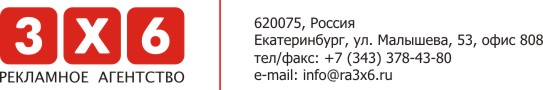 3X6
РЕКЛАМНОЕ АГЕНТСТВО
620075, Россия
Екатеринбург, ул. Малышева, 53, офис 808
тел/факс: +7 (343) 378-43-80
e-mail: info@ra3x6.ru